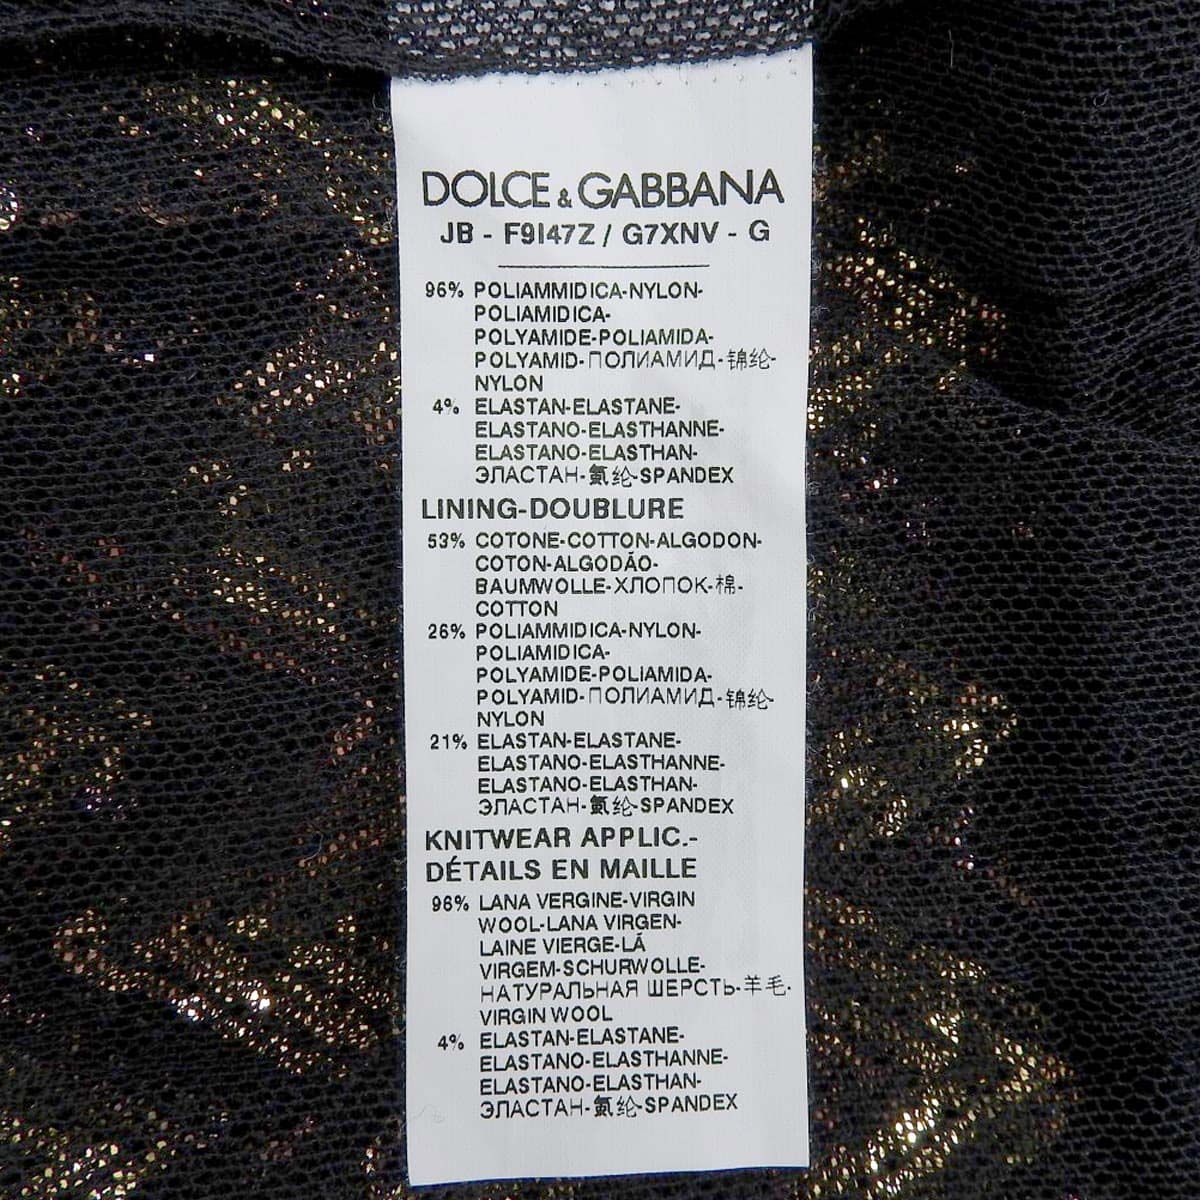 DOLCE & GABBANA
JB - F9I47Z / G7XNV - G
96% POLIAMMIDICA-NYLON-
POLIAMIDICA-
POLYAMIDE-POLIAMIDA-
POLYAMID-ПОЛИАМИД-锦纶-
NYLON
4% ELASTAN-ELASTANE-
ELASTANO-ELASTHANNE-
ELASTANO-ELASTHAN-
ЭЛАСТАН-氨纶-SPANDEX
LINING-DOUBLURE
53% COTONE-COTTON-ALGODON-
COTON-ALGODÃO-
BAUMWOLLE-ХЛОПОК-棉-
COTTON
26% POLIAMMIDICA-NYLON-
POLIAMIDICA-
POLYAMIDE-POLIAMIDA-
POLYAMID-ПОЛИАМИД-锦纶-
NYLON
21% ELASTAN-ELASTANE-
ELASTANO-ELASTHANNE-
ELASTANO-ELASTHAN-
ЭЛАСТАН-氨纶-SPANDEX
KNITWEAR APPLIC.-
DÉTAILS EN MAILLE
96% LANA VERGINE-VIRGIN
WOOL-LANA VIRGEN-
LAINE VIERGE-LÃ
VIRGEM-SCHURWOLLE-
НАТУРАЛЬНАЯ ШЕРСТЬ-羊毛-
VIRGIN WOOL
4% ELASTAN-ELASTANE-
ELASTANO-ELASTHANNE-
ELASTANO-ELASTHAN-
ЭЛАСТАН-氨纶-SPANDEX